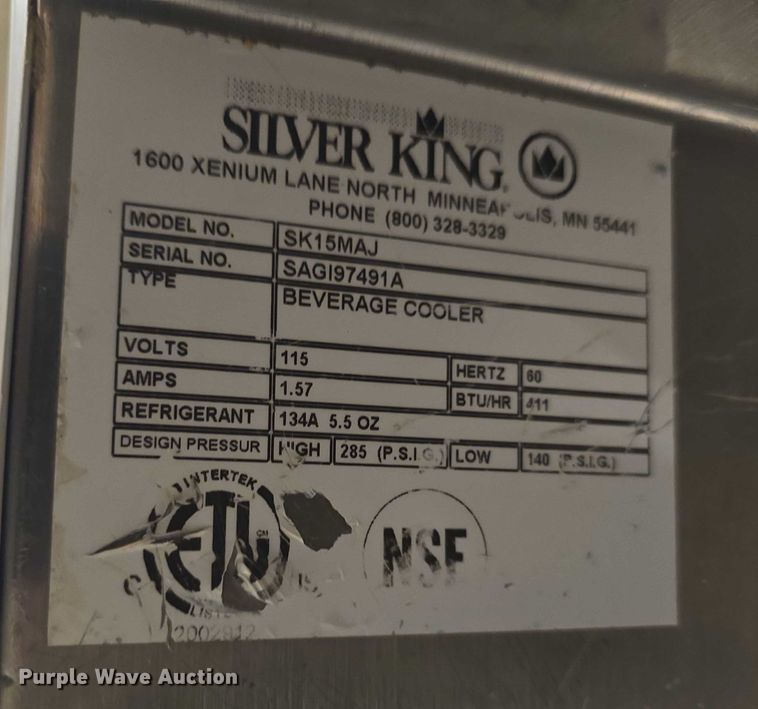 SILVER KING®
1600 XENIUM LANE NORTH MINNEAPOLIS, MN 55441
PHONE (800) 328-3329
MODEL NO. SK15MAJ
SERIAL NO. SAGI97491A
TYPE BEVERAGE COOLER
VOLTS 115 HERTZ 60
AMPS 1.57 BTU/HR 411
REFRIGERANT 134A 5.5 OZ
DESIGN PRESSUR HIGH 285 (P.S.I.G.) LOW 140 (P.S.I.G.)
INTERTEK
ETL CM
C
NSF
Purple Wave Auction